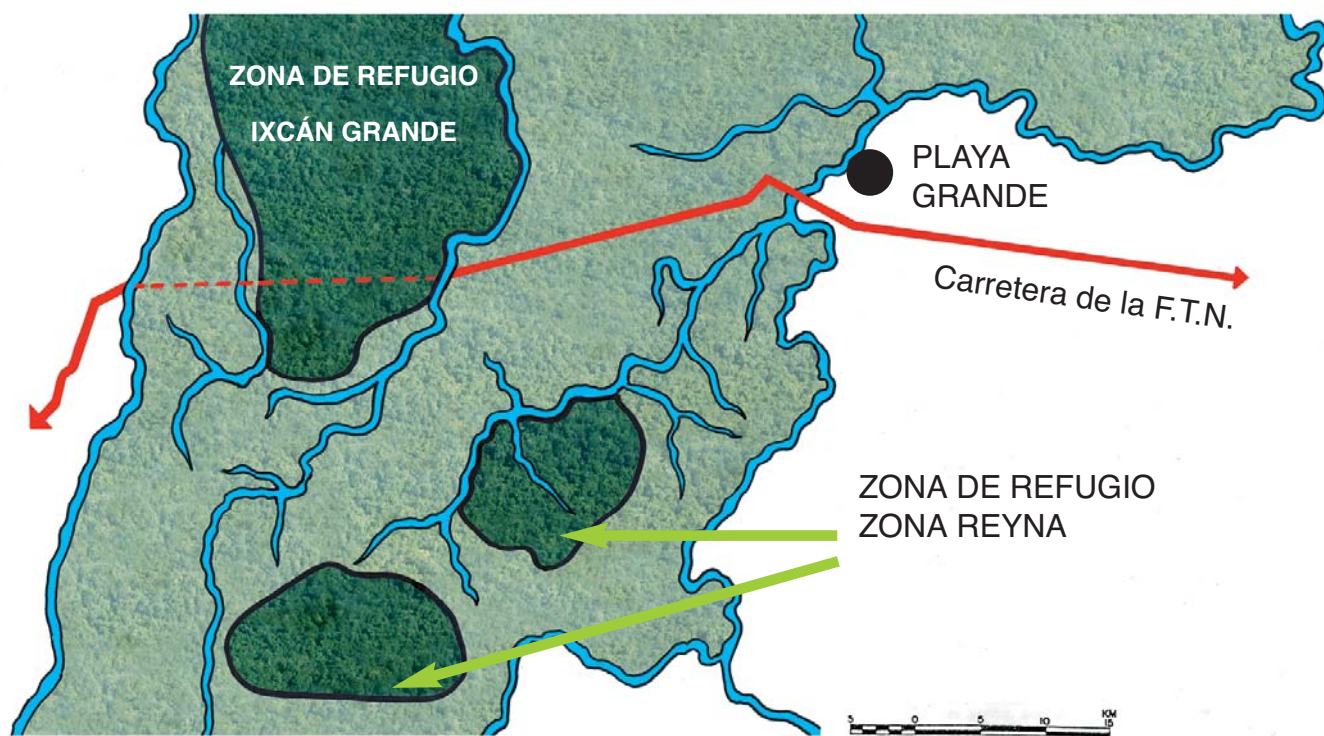 ZONA DE REFUGIO
IXCÁN GRANDE
PLAYA
GRANDE
Carretera de la F.T.N.
ZONA DE REFUGIO
ZONA REYNA
KM
5 0 5 10 15